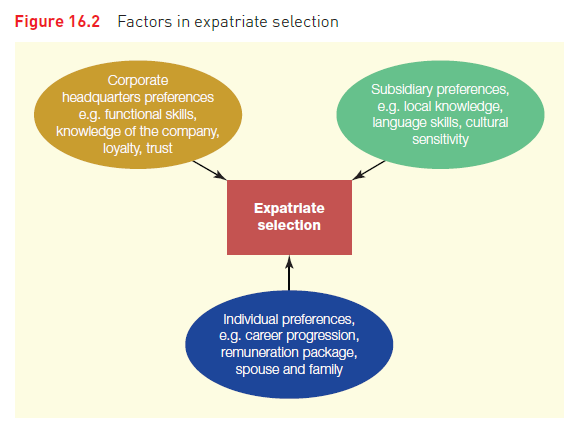 Figure 16.2 Factors in expatriate selection
Corporate
headquarters preferences
e.g. functional skills,
knowledge of the company,
loyalty, trust
Subsidiary preferences,
e.g. local knowledge,
language skills, cultural
sensitivity
Expatriate
selection
Individual preferences,
e.g. career progression,
remuneration package,
spouse and family